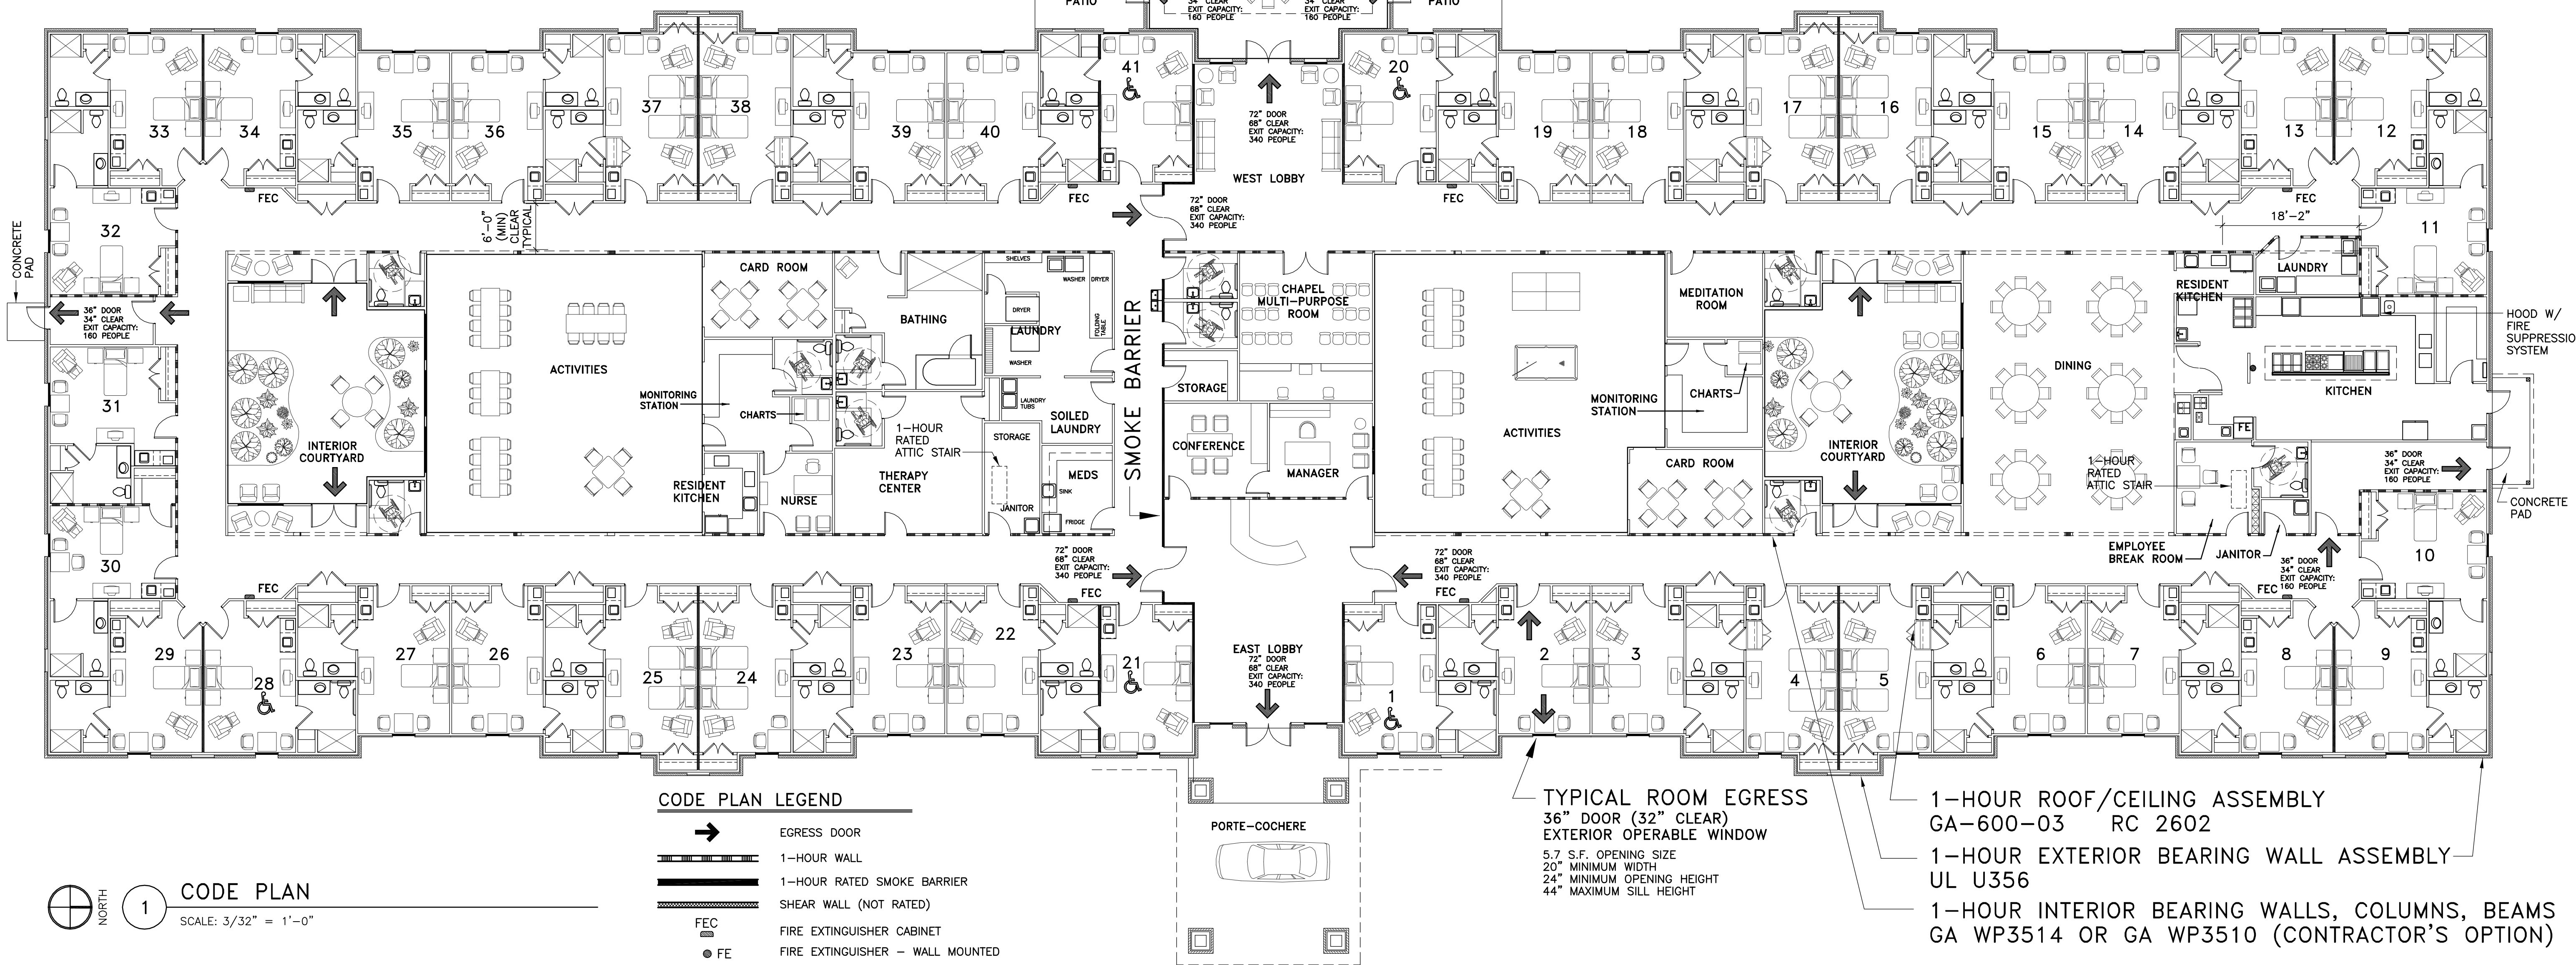 PATIO
34" CLEAR
EXIT CAPACITY:
160 PEOPLE
34" CLEAR
EXIT CAPACITY:
160 PEOPLE
PATIO
33
34
35
36
37
38
39
40
41
20
19
18
17
16
15
14
13
12
72" DOOR
68" CLEAR
EXIT CAPACITY:
340 PEOPLE
WEST LOBBY
FEC
FEC
FEC
FEC
72" DOOR
68" CLEAR
EXIT CAPACITY:
340 PEOPLE
6'-0"
(MIN)
CLEAR
TYPICAL
18'-2"
32
11
CONCRETE
PAD
36" DOOR
34" CLEAR
EXIT CAPACITY:
160 PEOPLE
CARD ROOM
SHELVES
WASHER
DRYER
BATHING
DRYER
LAUNDRY
FOLDING
TABLE
WASHER
SMOKE BARRIER
CHAPEL
MULTI-PURPOSE
ROOM
MEDITATION
ROOM
RESIDENT
KITCHEN
LAUNDRY
HOOD W/
FIRE
SUPPRESSIO
SYSTEM
31
ACTIVITIES
MONITORING
STATION
CHARTS
LAUNDRY
TUBS
SOILED
LAUNDRY
STORAGE
MONITORING
STATION
CHARTS
DINING
KITCHEN
INTERIOR
COURTYARD
1-HOUR
RATED
ATTIC STAIR
STORAGE
CONFERENCE
MANAGER
ACTIVITIES
INTERIOR
COURTYARD
FE
RESIDENT
KITCHEN
NURSE
THERAPY
CENTER
MEDS
SINK
JANITOR
FRIDGE
CARD ROOM
1-HOUR
RATED
ATTIC STAIR
36" DOOR
34" CLEAR
EXIT CAPACITY:
160 PEOPLE
CONCRETE
PAD
30
10
72" DOOR
68" CLEAR
EXIT CAPACITY:
340 PEOPLE
72" DOOR
68" CLEAR
EXIT CAPACITY:
340 PEOPLE
EMPLOYEE
BREAK ROOM
JANITOR
36" DOOR
34" CLEAR
EXIT CAPACITY:
160 PEOPLE
FEC
FEC
FEC
FEC
29
28
27
26
25
24
23
22
21
EAST LOBBY
72" DOOR
68" CLEAR
EXIT CAPACITY:
340 PEOPLE
1
2
3
4
5
6
7
8
9
PORTE-COCHERE
CODE PLAN LEGEND
EGRESS DOOR
1-HOUR WALL
1-HOUR RATED SMOKE BARRIER
SHEAR WALL (NOT RATED)
FEC
FIRE EXTINGUISHER CABINET
FE
FIRE EXTINGUISHER - WALL MOUNTED
TYPICAL ROOM EGRESS
36" DOOR (32" CLEAR)
EXTERIOR OPERABLE WINDOW
5.7 S.F. OPENING SIZE
20" MINIMUM WIDTH
24" MINIMUM OPENING HEIGHT
44" MAXIMUM SILL HEIGHT
1-HOUR ROOF/CEILING ASSEMBLY
GA-600-03 RC 2602
1-HOUR EXTERIOR BEARING WALL ASSEMBLY
UL U356
1-HOUR INTERIOR BEARING WALLS, COLUMNS, BEAMS
GA WP3514 OR GA WP3510 (CONTRACTOR'S OPTION)
NORTH
1
CODE PLAN
SCALE: 3/32" = 1'-0"